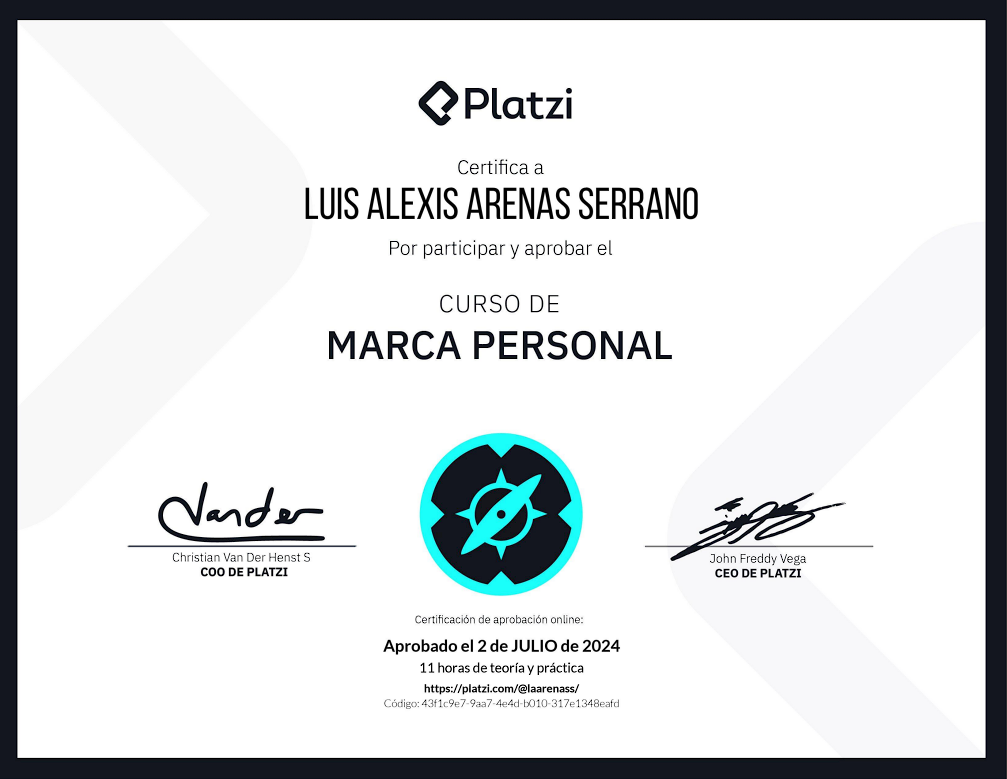 Platzi
Certifica a
LUIS ALEXIS ARENAS SERRANO
Por participar y aprobar el
CURSO DE
MARCA PERSONAL
Vander
Christian Van Der Henst S
COO DE PLATZI
John Freddy Vega
CEO DE PLATZI
Certificación de aprobación online:
Aprobado el 2 de JULIO de 2024
11 horas de teoría y práctica
https://platzi.com/@laarenass/
Código: 43f1c9e7-9aa7-4e4d-b010-317e1348eafd